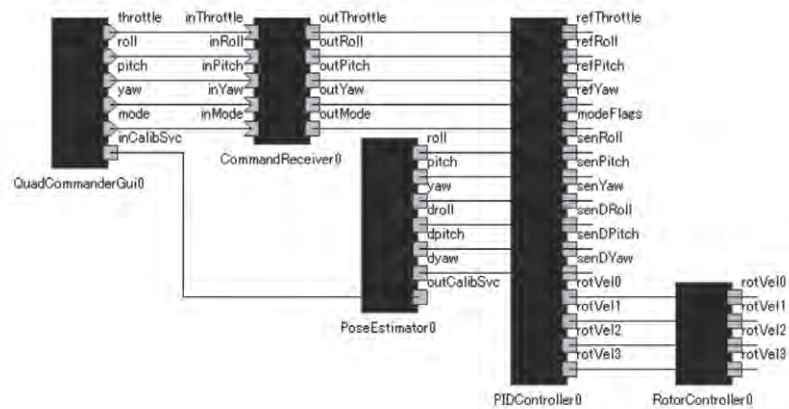 throttle
roll
pitch
yaw
mode
inCalibSvc
QuadCommanderGui0
inThrottle
inRoll
inPitch
inYaw
inMode
outThrottle
outRoll
outPitch
outYaw
outMode
CommandReceiver0
roll
pitch
yaw
droll
dpitch
dyaw
outCalibSvc
PoseEstimator0
refThrottle
refRoll
refPitch
refYaw
modeFlags
senRoll
senPitch
senYaw
senDRoll
senDPitch
senDYaw
rotVel0
rotVel1
rotVel2
rotVel3
PIDController0
rotVel0
rotVel1
rotVel2
rotVel3
RotorController0